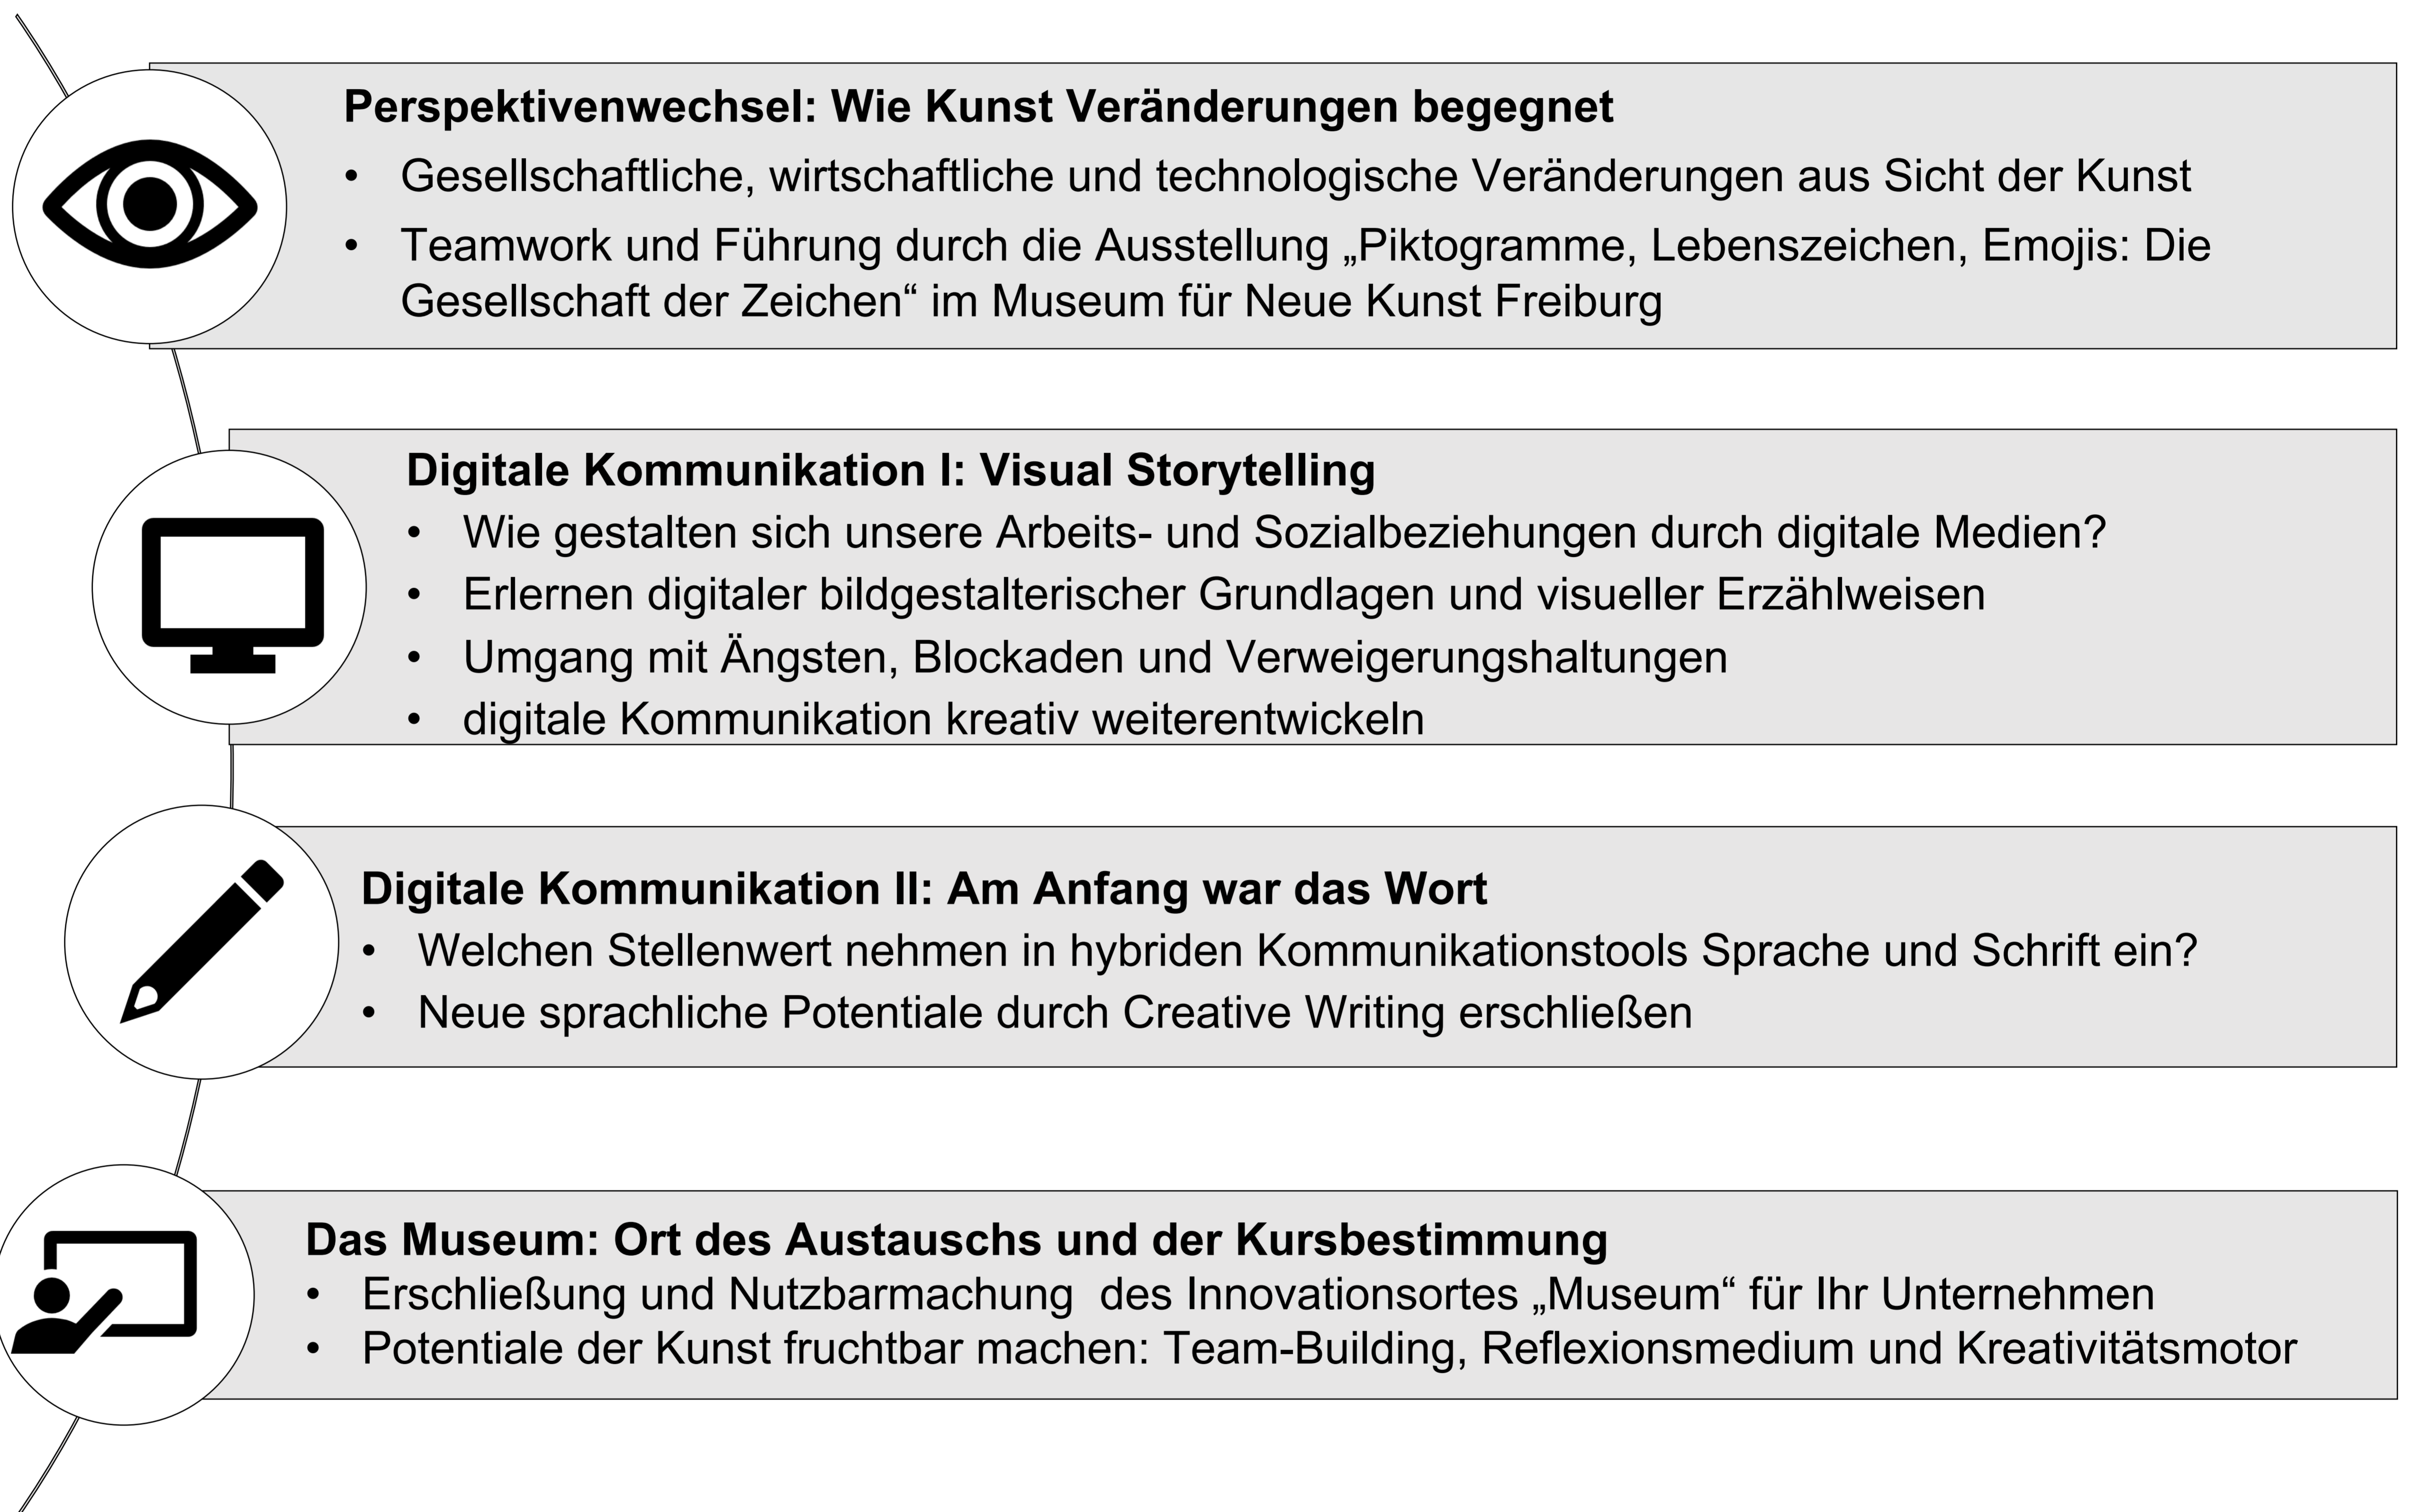 Perspektivenwechsel: Wie Kunst Veränderungen begegnet
• Gesellschaftliche, wirtschaftliche und technologische Veränderungen aus Sicht der Kunst
• Teamwork und Führung durch die Ausstellung „Piktogramme, Lebenszeichen, Emojis: Die
Gesellschaft der Zeichen“ im Museum für Neue Kunst Freiburg
Digitale Kommunikation I: Visual Storytelling
• Wie gestalten sich unsere Arbeits- und Sozialbeziehungen durch digitale Medien?
• Erlernen digitaler bildgestalterischer Grundlagen und visueller Erzählweisen
• Umgang mit Ängsten, Blockaden und Verweigerungshaltungen
• digitale Kommunikation kreativ weiterentwickeln
Digitale Kommunikation II: Am Anfang war das Wort
• Welchen Stellenwert nehmen in hybriden Kommunikationstools Sprache und Schrift ein?
• Neue sprachliche Potentiale durch Creative Writing erschließen
Das Museum: Ort des Austauschs und der Kursbestimmung
• Erschließung und Nutzbarmachung  des Innovationsortes „Museum“ für Ihr Unternehmen
• Potentiale der Kunst fruchtbar machen: Team-Building, Reflexionsmedium und Kreativitätsmotor